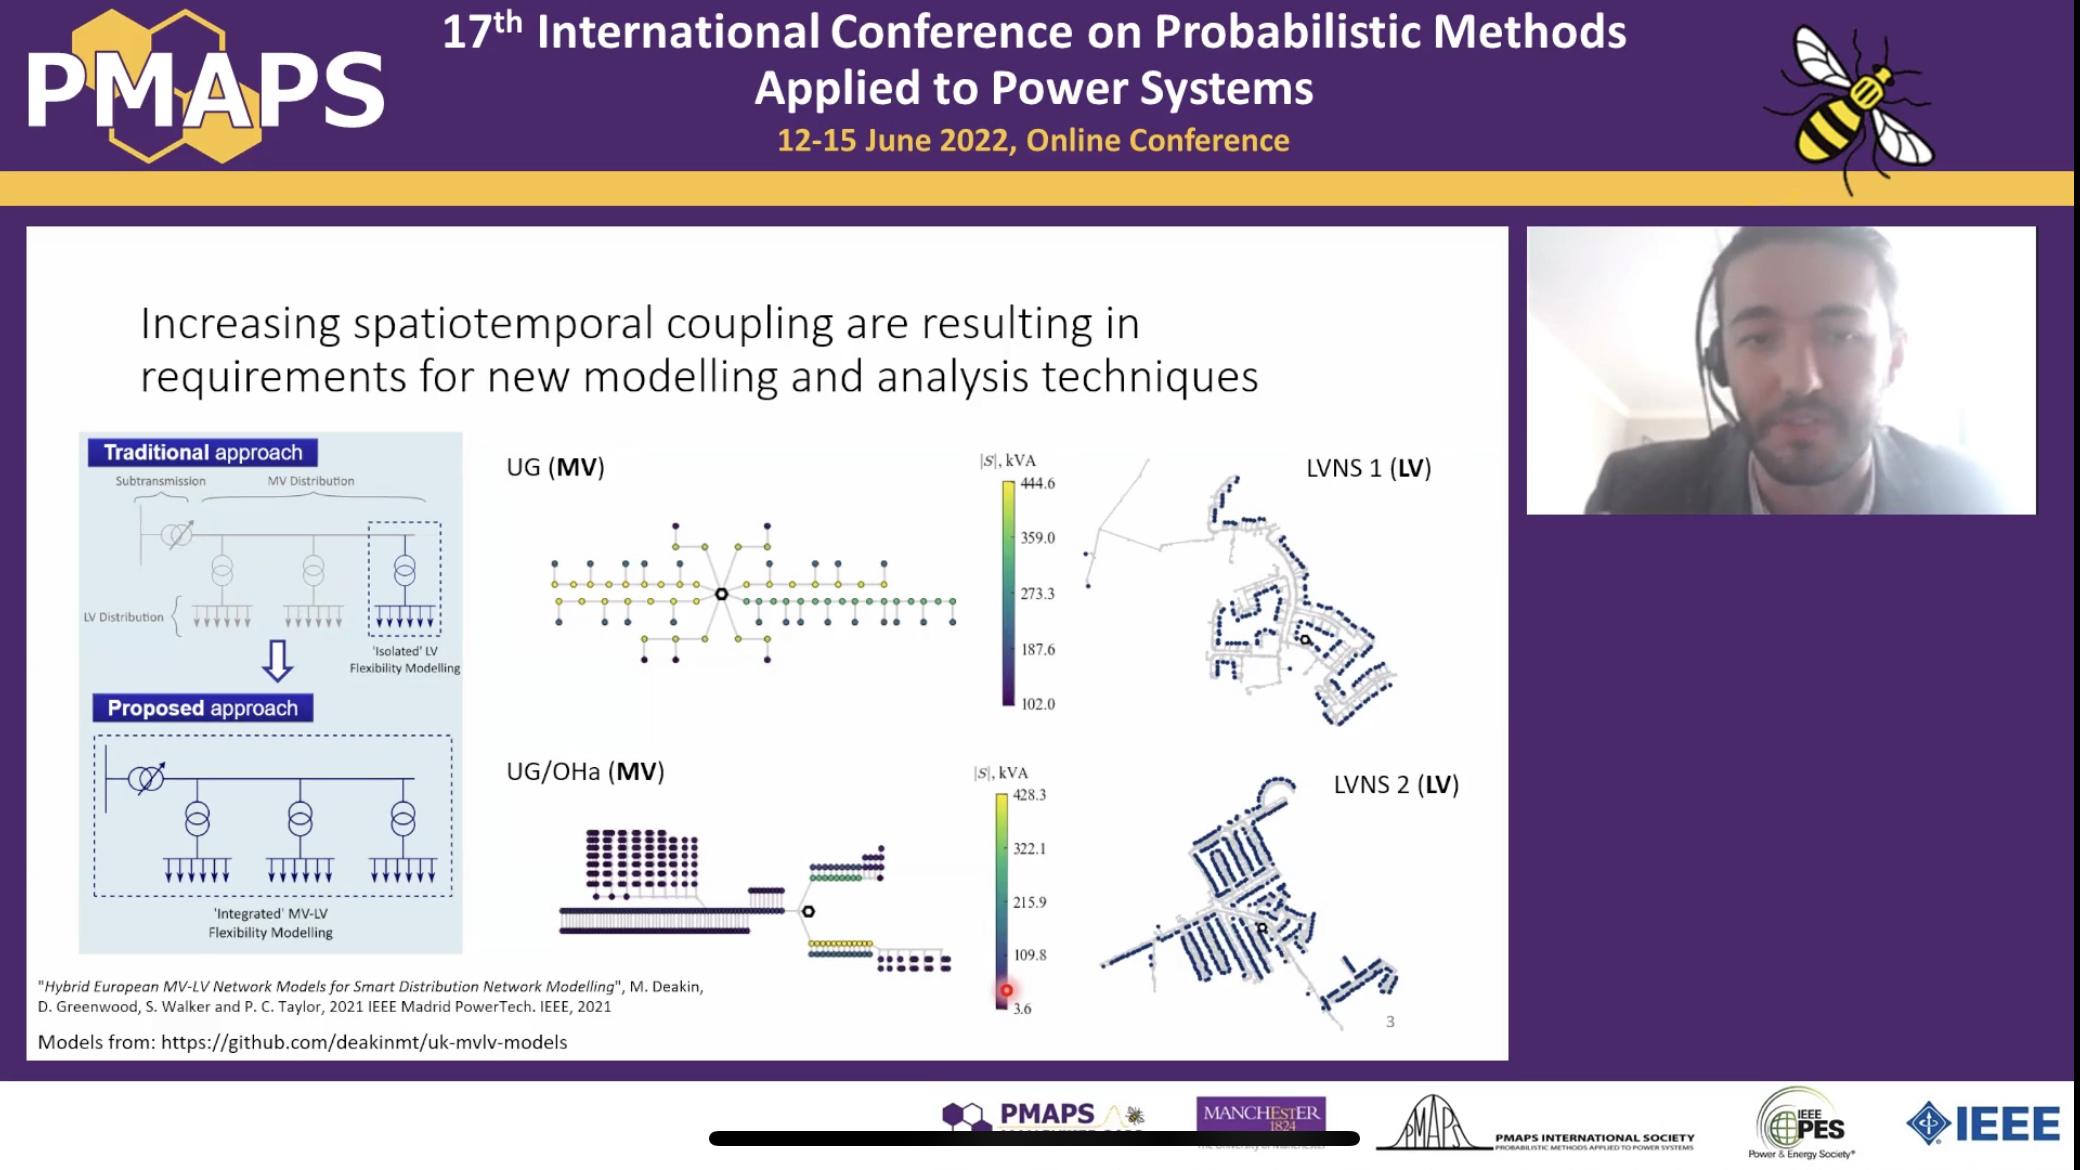 PMAPS
17th International Conference on Probabilistic Methods
Applied to Power Systems
12-15 June 2022, Online Conference
Increasing spatiotemporal coupling are resulting in
requirements for new modelling and analysis techniques
Traditional approach
Subtransmission
MV Distribution
LV Distribution
'Isolated' LV
Flexibility Modelling
Proposed approach
'Integrated' MV-LV
Flexibility Modelling
UG (MV)
|S|, kVA
444.6
359.0
273.3
187.6
102.0
LVNS 1 (LV)
UG/OHa (MV)
|S|, kVA
428.3
322.1
215.9
109.8
3.6
LVNS 2 (LV)
"Hybrid European MV-LV Network Models for Smart Distribution Network Modelling", M. Deakin,
D. Greenwood, S. Walker and P. C. Taylor, 2021 IEEE Madrid PowerTech. IEEE, 2021
Models from: https://github.com/deakinmt/uk-mvlv-models
3
PMAPS
MANCHESTER
1824
PMAPS
PMAPS INTERNATIONAL SOCIETY
PROBABILISTIC METHODS APPLIED TO POWER SYSTEMS
IEEE
PES
Power & Energy Society®
IEEE